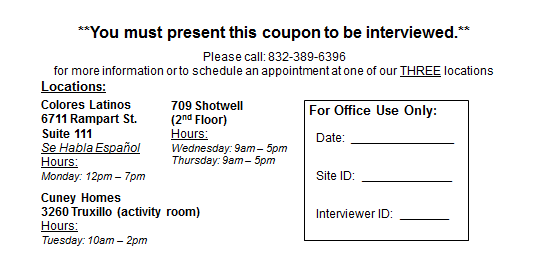 **You must present this coupon to be interviewed.**
Please call: 832-389-6396
for more information or to schedule an appointment at one of our THREE locations
Locations:
Colores Latinos
6711 Rampart St.
Suite 111
Se Habla Español
Hours:
Monday: 12pm – 7pm
709 Shotwell
(2nd Floor)
Hours:
Wednesday: 9am – 5pm
Thursday: 9am – 5pm
Cuney Homes
3260 Truxillo (activity room)
Hours:
Tuesday: 10am – 2pm
For Office Use Only:
Date: _______________
Site ID: _____________
Interviewer ID: _______